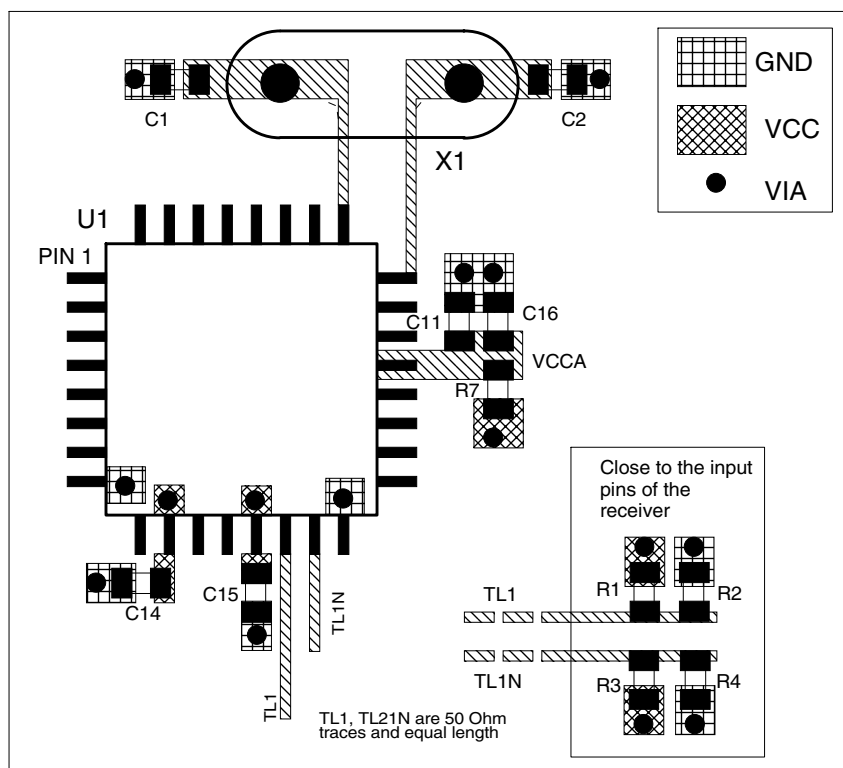 C1
C2
X1
GND
VCC
VIA
U1
PIN 1
C11
C16
VCCA
R7
Close to the input
pins of the
receiver
C14
C15
TL1
TL1N
TL1
TL1N
R1
R2
R3
R4
TL1, TL21N are 50 Ohm
traces and equal length